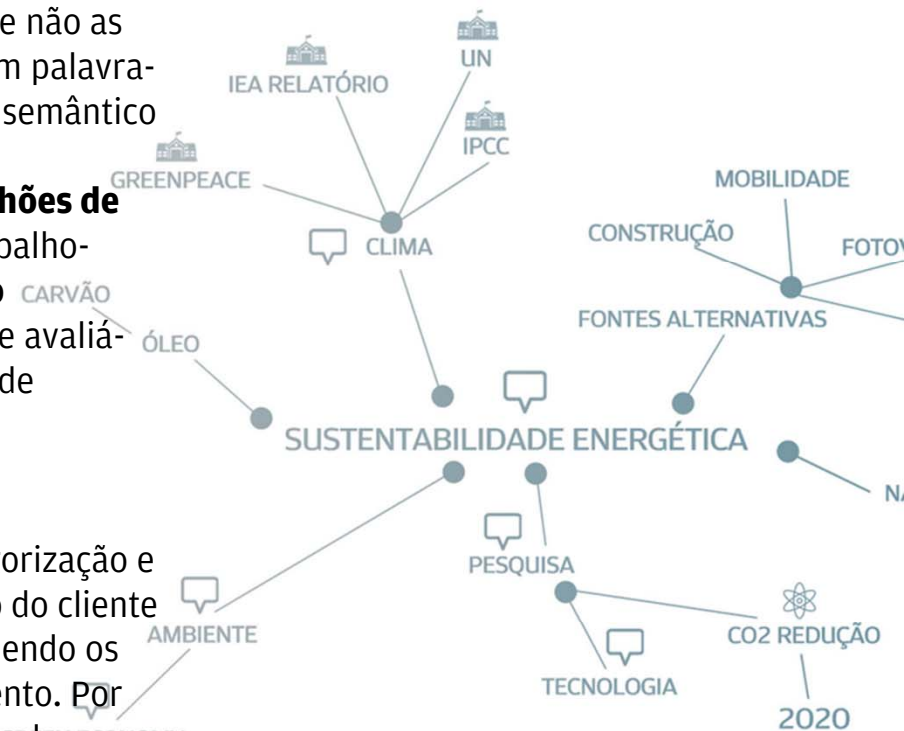 e não as
m palavra-
semântico
hões de
balho-
o
e avaliá-
de
orização e
o do cliente
endo os
ento. Por
UN
IEA RELATÓRIO
IPCC
GREENPEACE
MOBILIDADE
CONSTRUÇÃO
FOTOV
CLIMA
CARVÃO
FONTES ALTERNATIVAS
ÓLEO
SUSTENTABILIDADE ENERGÉTICA
NA
PESQUISA
AMBIENTE
CO2 REDUÇÃO
TECNOLOGIA
2020